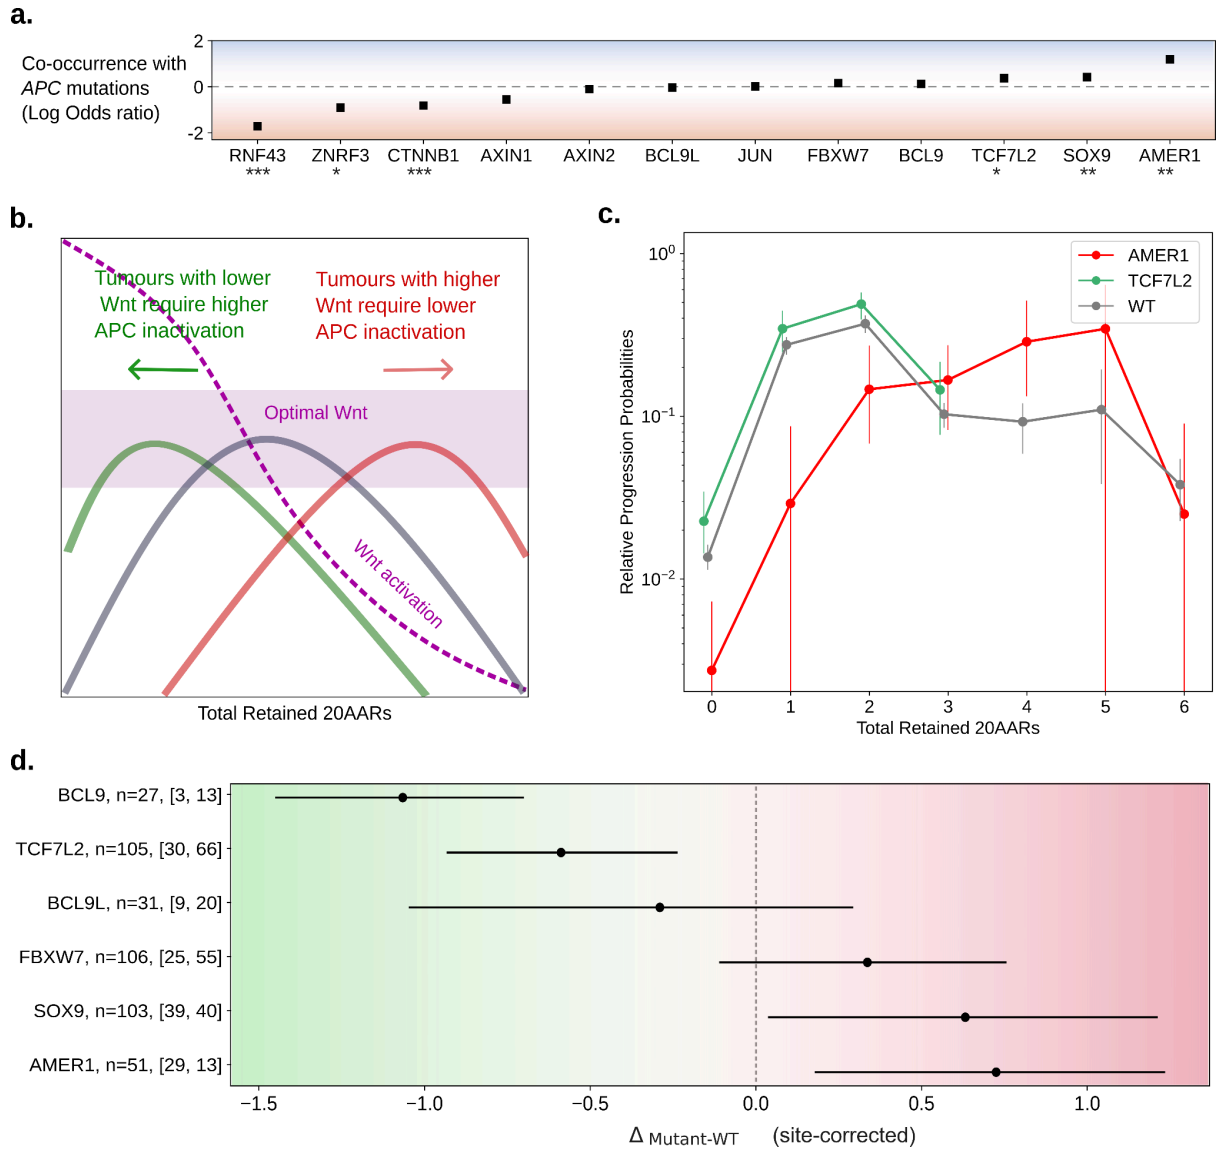 a.
Co-occurrence with
APC mutations
(Log Odds ratio)
2
0
-2
RNF43 ZNRF3 CTNNB1 AXIN1 AXIN2 BCL9L JUN FBXW7 BCL9 TCF7L2 SOX9 AMER1
*** * *** * ** **
b.
Tumours with lower
Wnt require higher
APC inactivation
Tumours with higher
Wnt require lower
APC inactivation
Optimal Wnt
Wnt activation
Total Retained 20AARs
c.
Relative Progression Probabilities
10⁰
10⁻¹
10⁻²
AMER1
TCF7L2
WT
0 1 2 3 4 5 6
Total Retained 20AARs
d.
BCL9, n=27, [3, 13]
TCF7L2, n=105, [30, 66]
BCL9L, n=31, [9, 20]
FBXW7, n=106, [25, 55]
SOX9, n=103, [39, 40]
AMER1, n=51, [29, 13]
−1.5 −1.0 −0.5 0.0 0.5 1.0
Δ Mutant-WT (site-corrected)